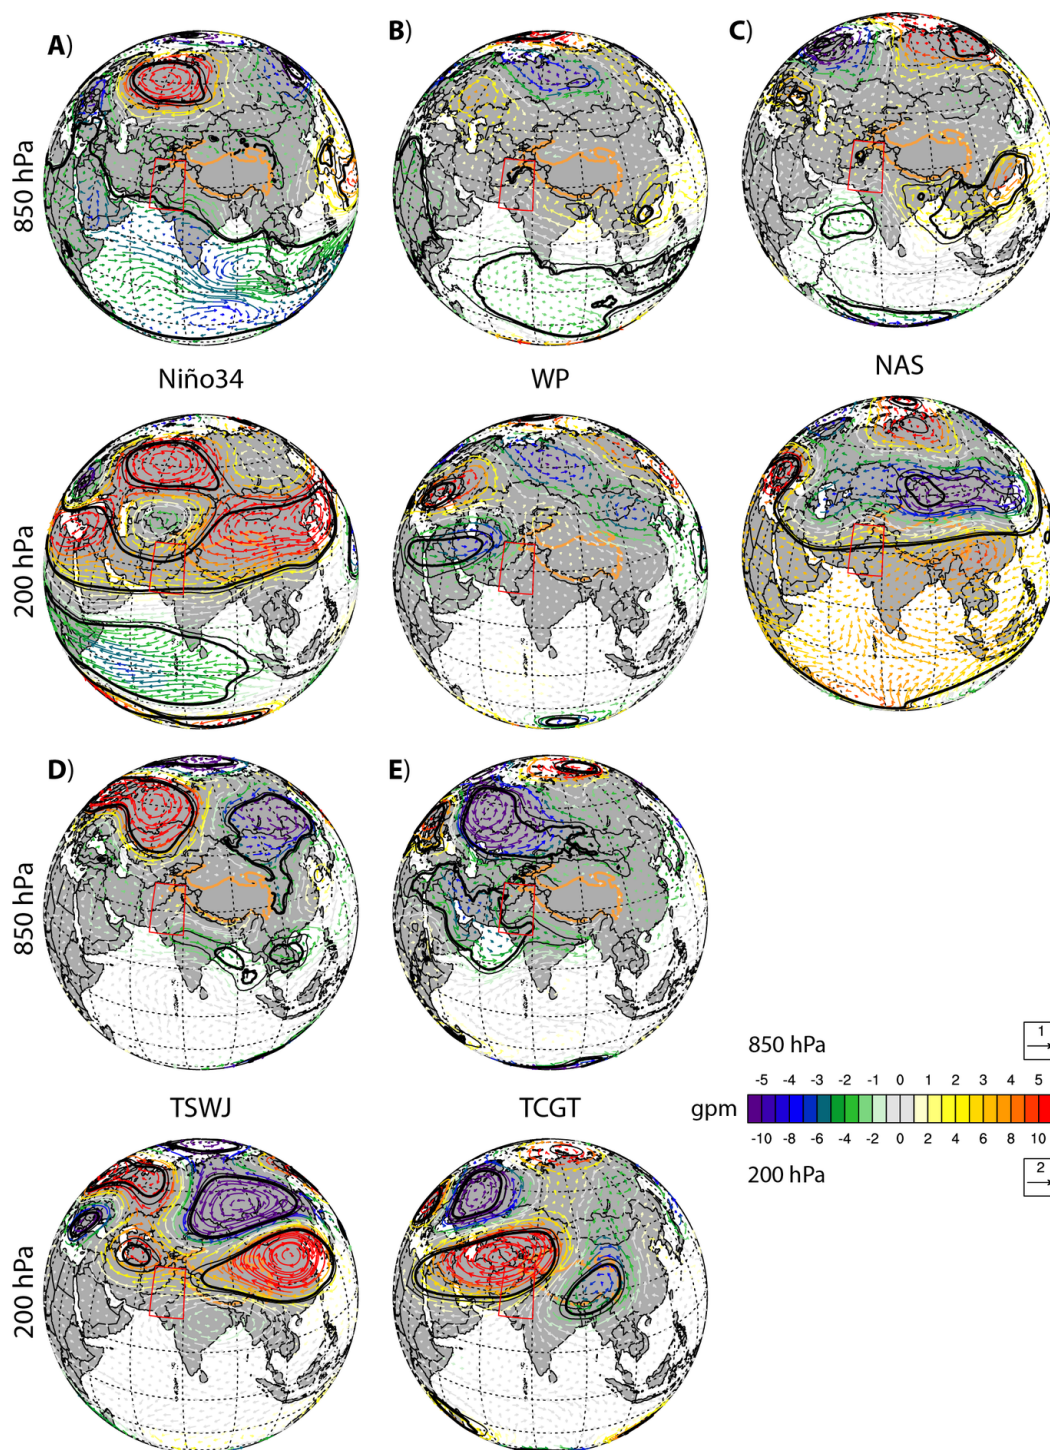 A) B) C)
850 hPa
Niño34 WP NAS
200 hPa
D) E)
850 hPa
TSWJ TCGT
200 hPa
850 hPa 1
-5 -4 -3 -2 -1 0 1 2 3 4 5
gpm
-10 -8 -6 -4 -2 0 2 4 6 8 10
200 hPa 2